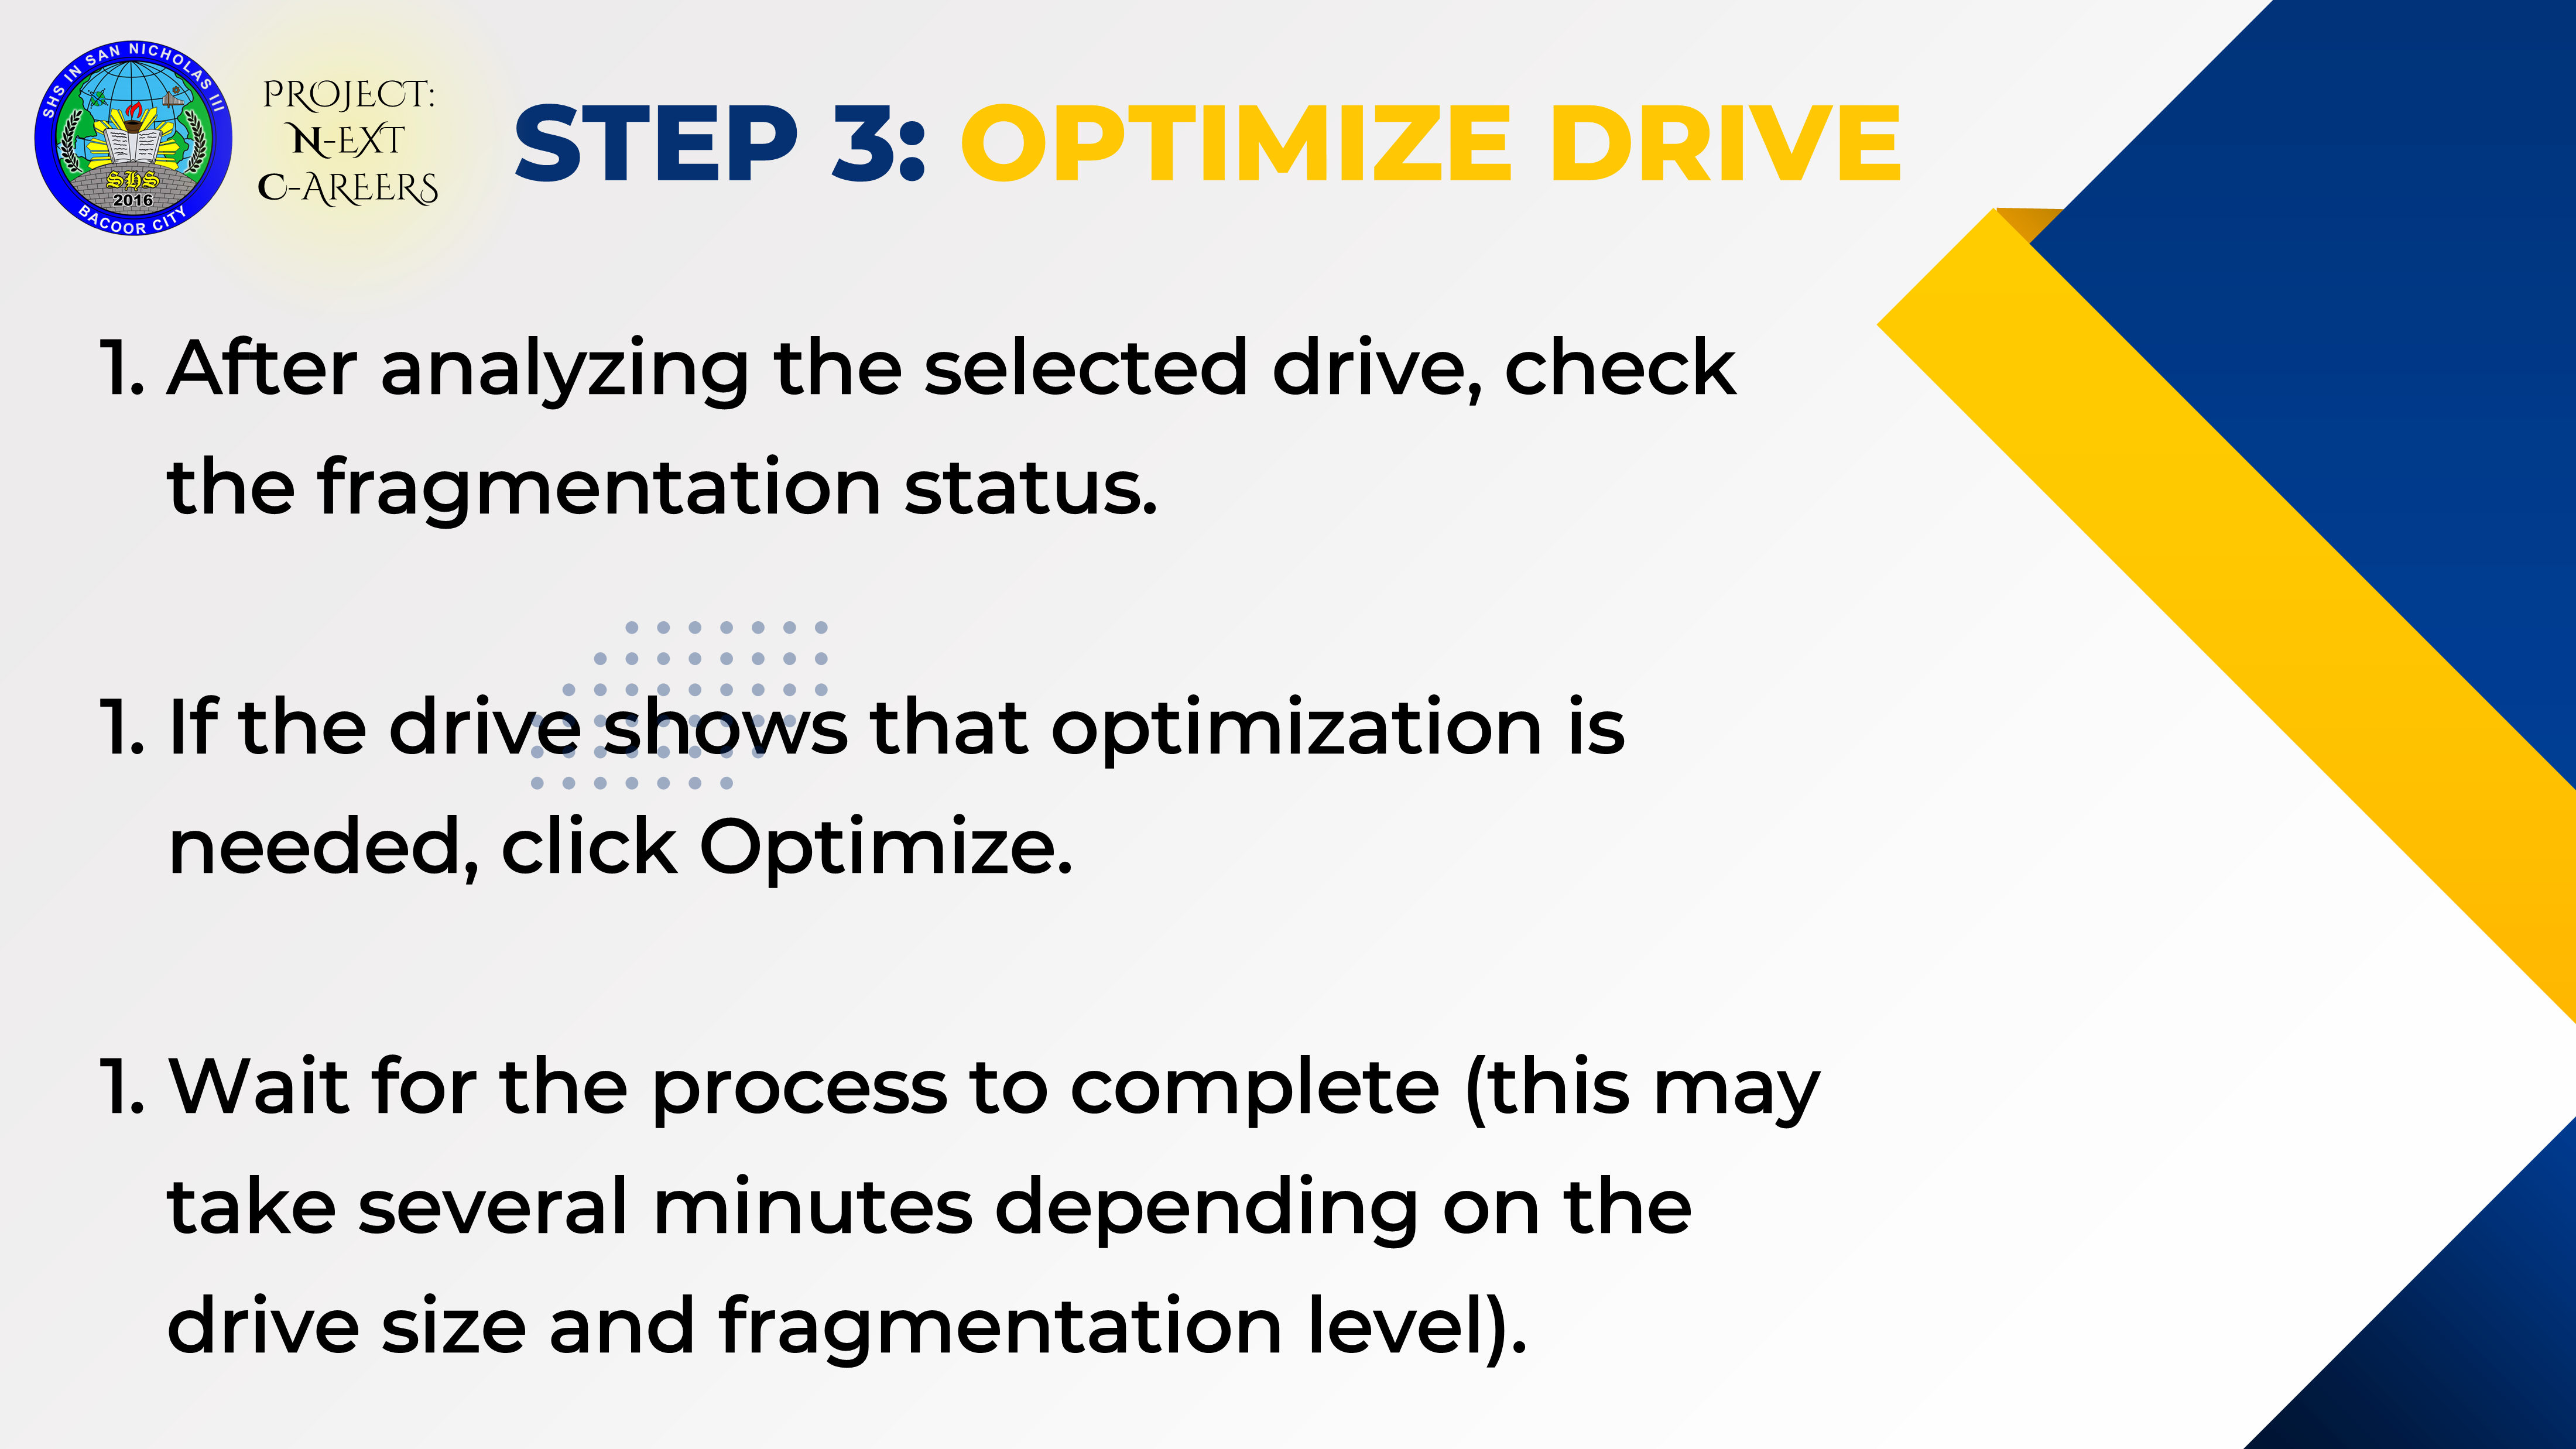 SHS IN SAN NICHOLAS III
SHS
2016
BACOOR CITY
PROJECT:
N-EXT
C-AREERS
STEP 3: OPTIMIZE DRIVE
1. After analyzing the selected drive, check
the fragmentation status.
1. If the drive shows that optimization is
needed, click Optimize.
1. Wait for the process to complete (this may
take several minutes depending on the
drive size and fragmentation level).